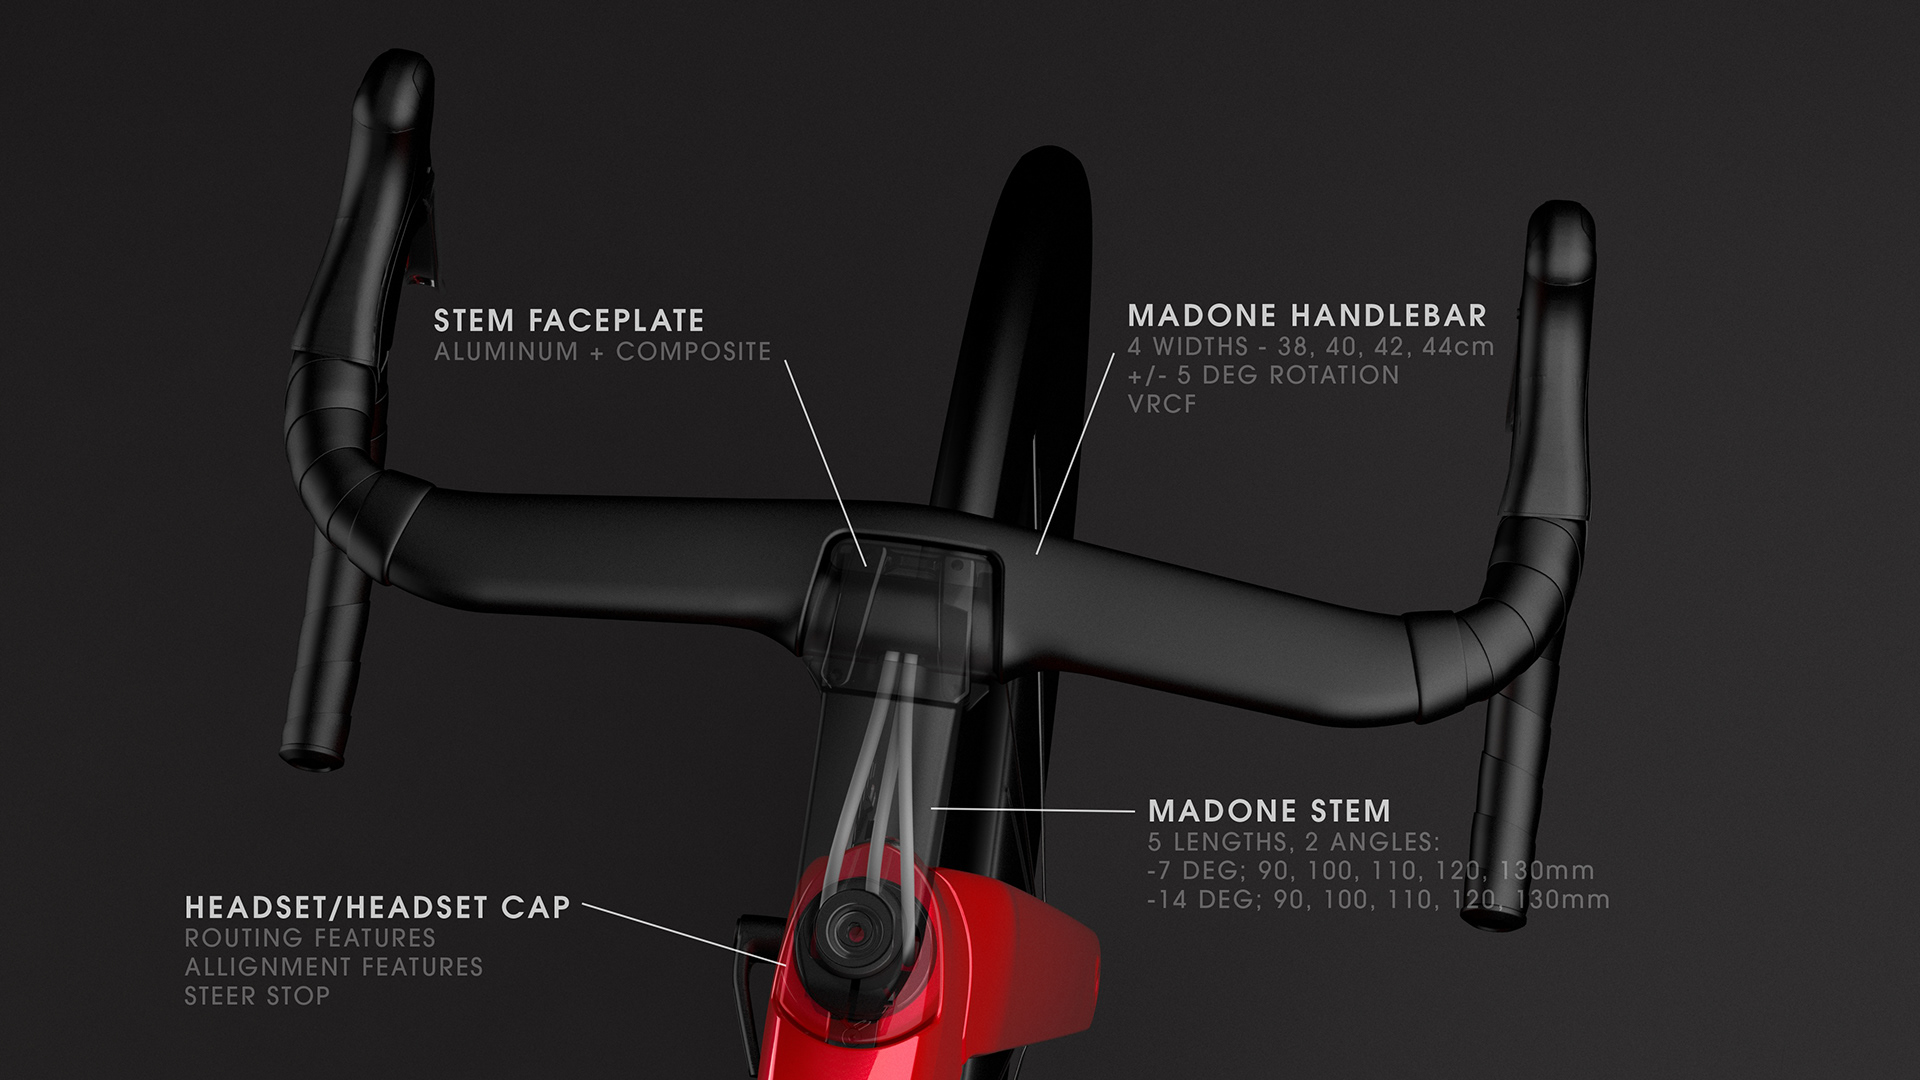 STEM FACEPLATE
ALUMINUM + COMPOSITE
MADONE HANDLEBAR
4 WIDTHS - 38, 40, 42, 44cm
+/- 5 DEG ROTATION
VRCF
MADONE STEM
5 LENGTHS, 2 ANGLES:
-7 DEG; 90, 100, 110, 120, 130mm
-14 DEG; 90, 100, 110, 120, 130mm
HEADSET/HEADSET CAP
ROUTING FEATURES
ALLIGNMENT FEATURES
STEER STOP